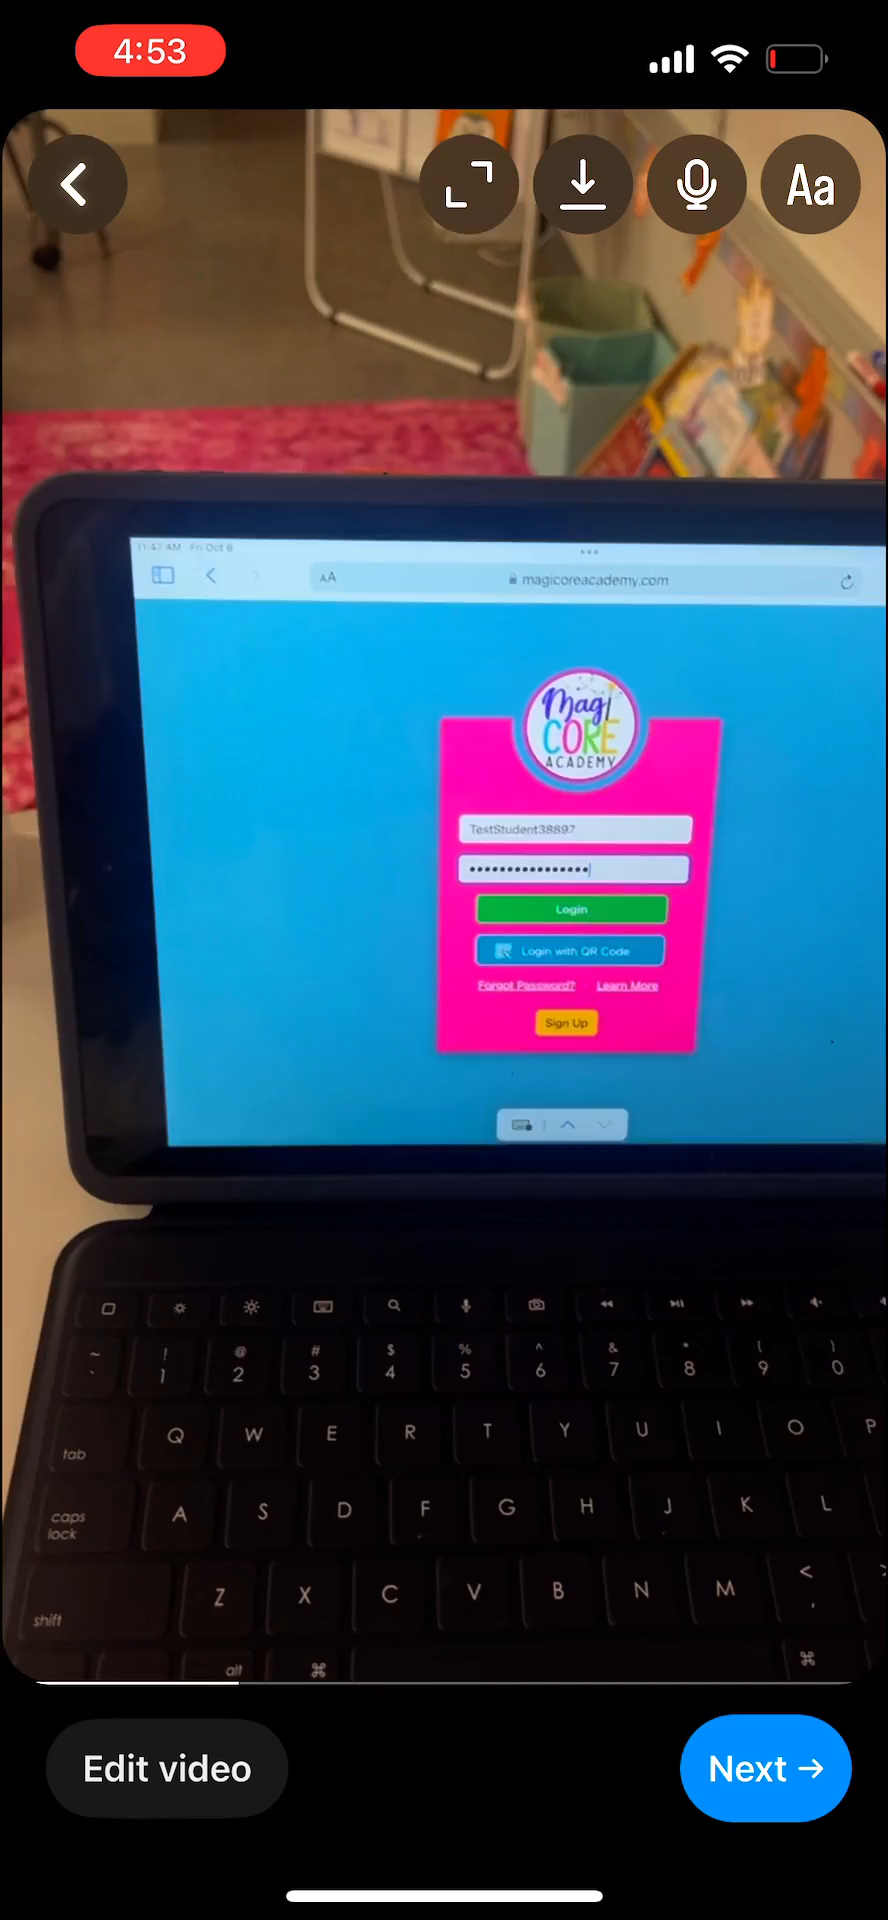 4:53
Aa
11:47 AM Fri Oct 6
AA magicoreacademy.com
Magi
CORE
ACADEMY
TestStudent38897
Login
Login with QR Code
Forgot Password? Learn More
Sign Up
~ ! @ # $ % ^ & * ( )
` 1 2 3 4 5 6 7 8 9 0
tab Q W E R T Y U I O P
caps lock A S D F G H J K L
shift Z X C V B N M < ,
alt ⌘ ⌘
Edit video
Next →